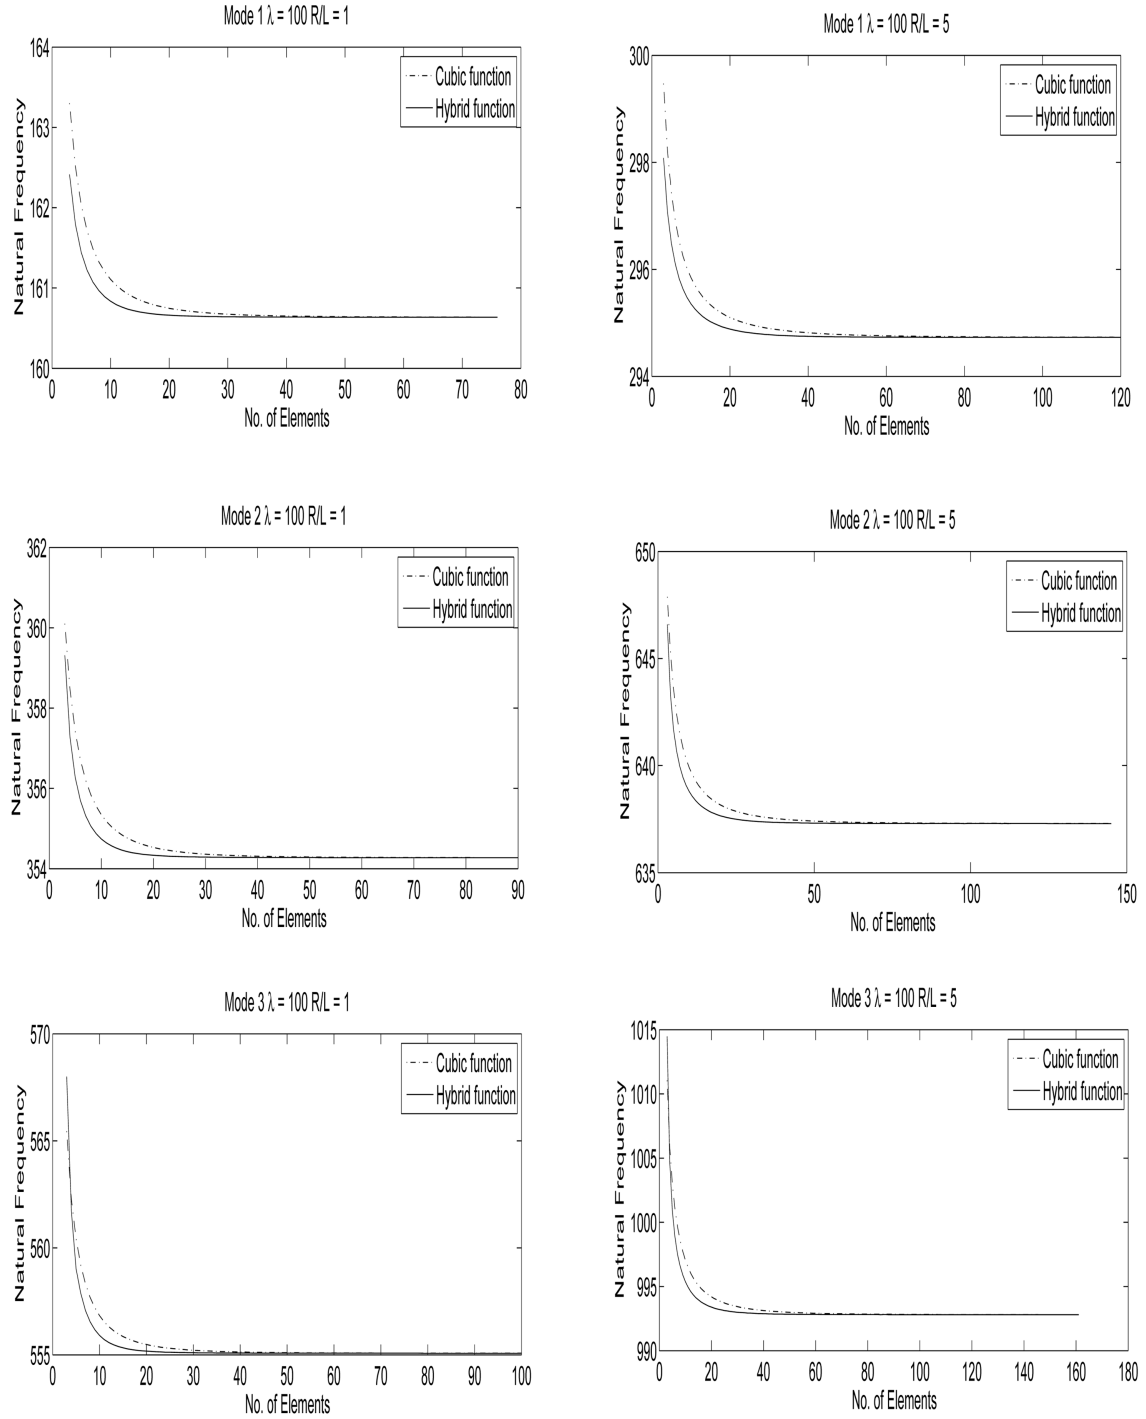 Mode 1 λ = 100 R/L = 1
164
163
162
161
160
Natural Frequency
Cubic function
Hybrid function
0 10 20 30 40 50 60 70 80
No. of Elements
Mode 1 λ = 100 R/L = 5
300
298
296
294
Natural Frequency
Cubic function
Hybrid function
0 20 40 60 80 100 120
No. of Elements
Mode 2 λ = 100 R/L = 1
362
360
358
356
354
Natural Frequency
Cubic function
Hybrid function
0 10 20 30 40 50 60 70 80 90
No. of Elements
Mode 2 λ = 100 R/L = 5
650
645
640
635
Natural Frequency
Cubic function
Hybrid function
0 50 100 150
No. of Elements
Mode 3 λ = 100 R/L = 1
570
565
560
555
Natural Frequency
Cubic function
Hybrid function
0 10 20 30 40 50 60 70 80 90 100
No. of Elements
Mode 3 λ = 100 R/L = 5
1015
1010
1005
1000
995
990
Natural Frequency
Cubic function
Hybrid function
0 20 40 60 80 100 120 140 160 180
No. of Elements